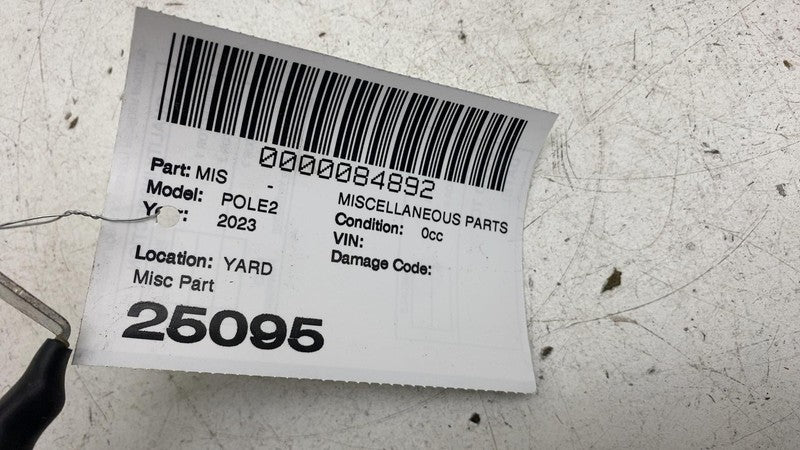 0000084892
Part: MIS -
MISCELLANEOUS PARTS
Model: POLE2
Condition: 0cc
2023
VIN:
Damage Code:
Location: YARD
Misc Part
25095